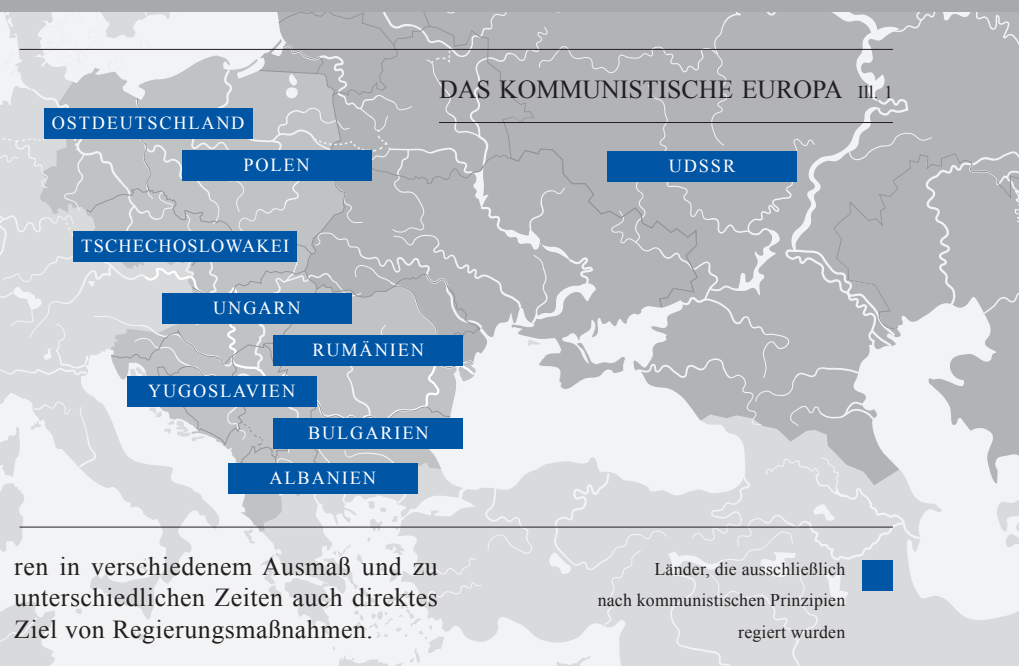 DAS KOMMUNISTISCHE EUROPA Ill. 1
OSTDEUTSCHLAND
POLEN
UDSSR
TSCHECHOSLOWAKEI
UNGARN
RUMÄNIEN
YUGOSLAVIEN
BULGARIEN
ALBANIEN
ren in verschiedenem Ausmaß und zu
unterschiedlichen Zeiten auch direktes
Ziel von Regierungsmaßnahmen.
Länder, die ausschließlich
nach kommunistischen Prinzipien
regiert wurden